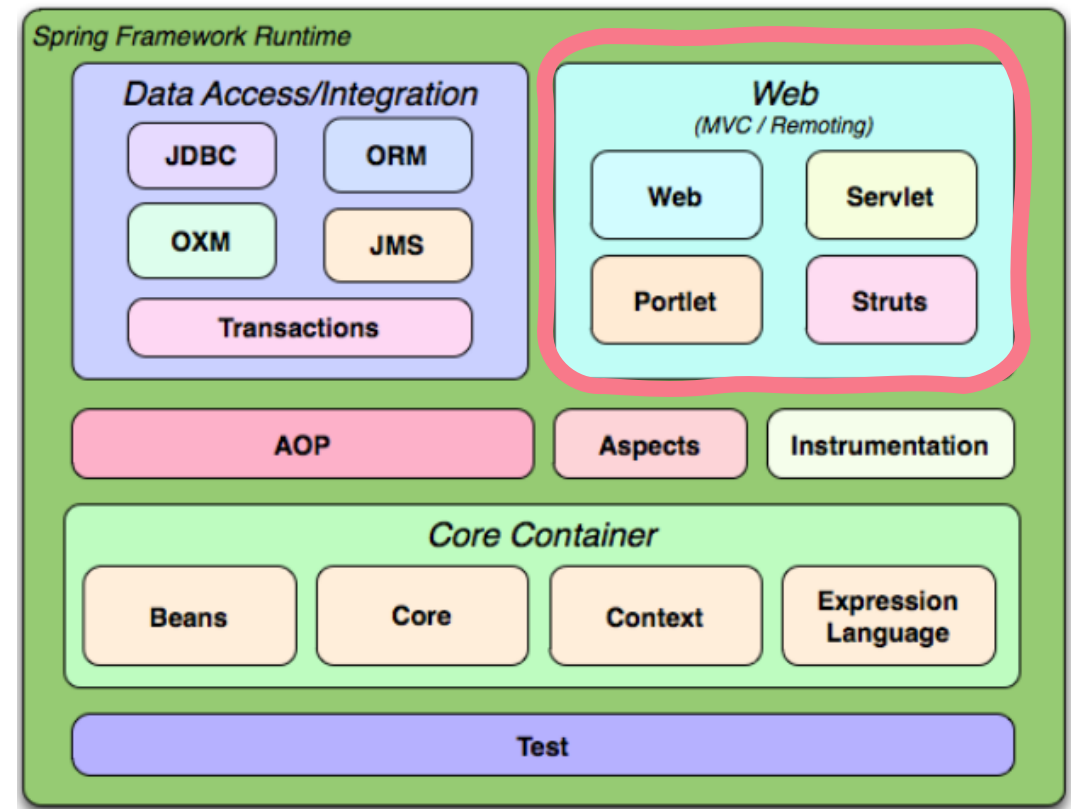 Spring Framework Runtime
Data Access/Integration
JDBC
ORM
OXM
JMS
Transactions
Web
(MVC / Remoting)
Web
Servlet
Portlet
Struts
AOP
Aspects
Instrumentation
Core Container
Beans
Core
Context
Expression
Language
Test